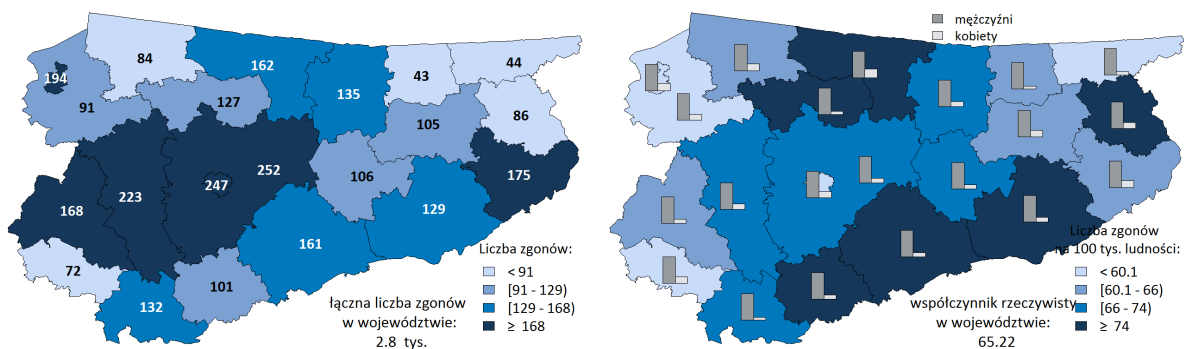 84
162
194
43
44
91
127
135
86
105
252
106
175
247
223
168
129
161
72
101
132
Liczba zgonów:
< 91
[91 - 129)
[129 - 168)
≥ 168
łączna liczba zgonów
w województwie:
2.8 tys.
mężczyźni
kobiety
Liczba zgonów
na 100 tys. ludności:
< 60.1
[60.1 - 66)
[66 - 74)
≥ 74
współczynnik rzeczywisty
w województwie:
65.22